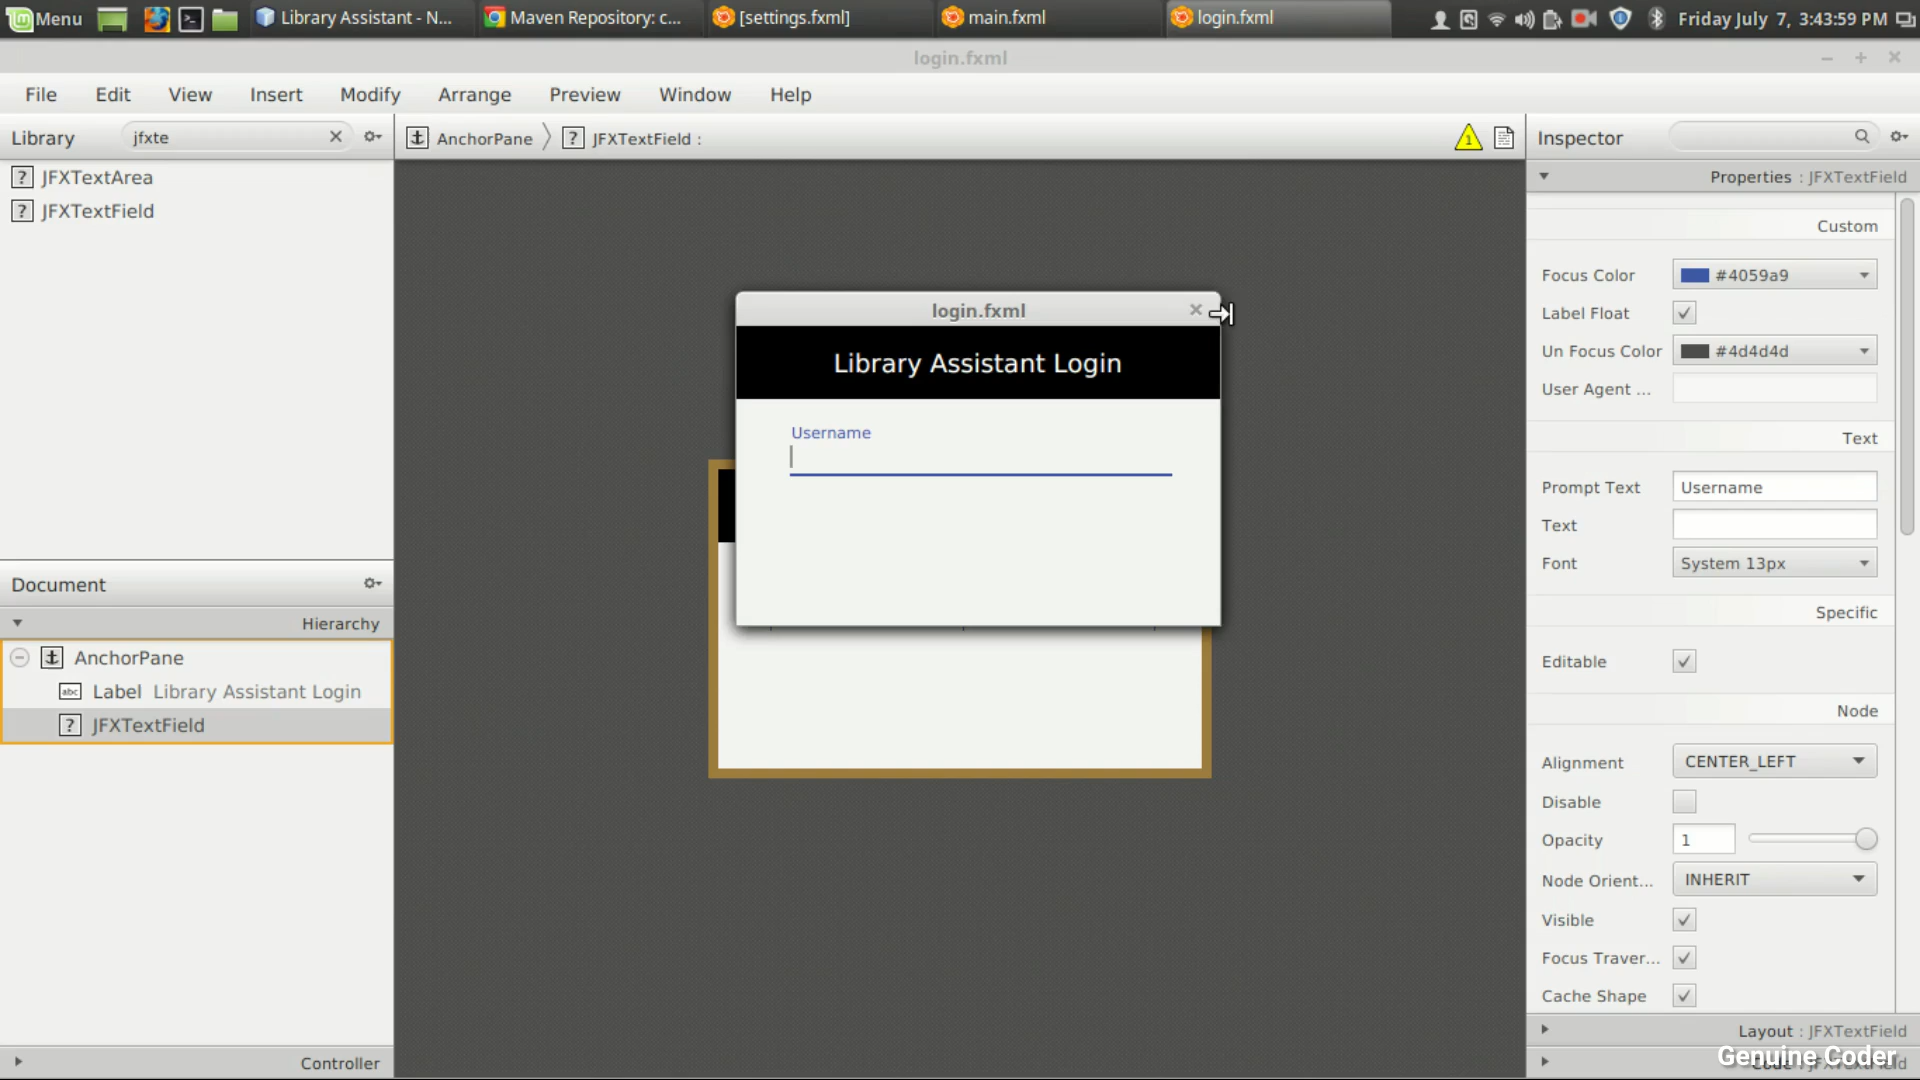 Menu
Library Assistant - N...
Maven Repository: c...
[settings.fxml]
main.fxml
login.fxml
Friday July 7, 3:43:59 PM
login.fxml
File Edit View Insert Modify Arrange Preview Window Help
Library
jfxte
AnchorPane
JFXTextField :
1
Inspector
JFXTextArea
JFXTextField
Properties : JFXTextField
Custom
Focus Color #4059a9
Label Float
Un Focus Color #4d4d4d
User Agent ...
Text
Prompt Text Username
Text
Font System 13px
Specific
Editable
Node
Alignment CENTER_LEFT
Disable
Opacity 1
Node Orient... INHERIT
Visible
Focus Traver...
Cache Shape
Layout : JFXTextField
login.fxml
Library Assistant Login
Username
Document
Hierarchy
AnchorPane
abc Label Library Assistant Login
JFXTextField
Controller
Genuine Coder